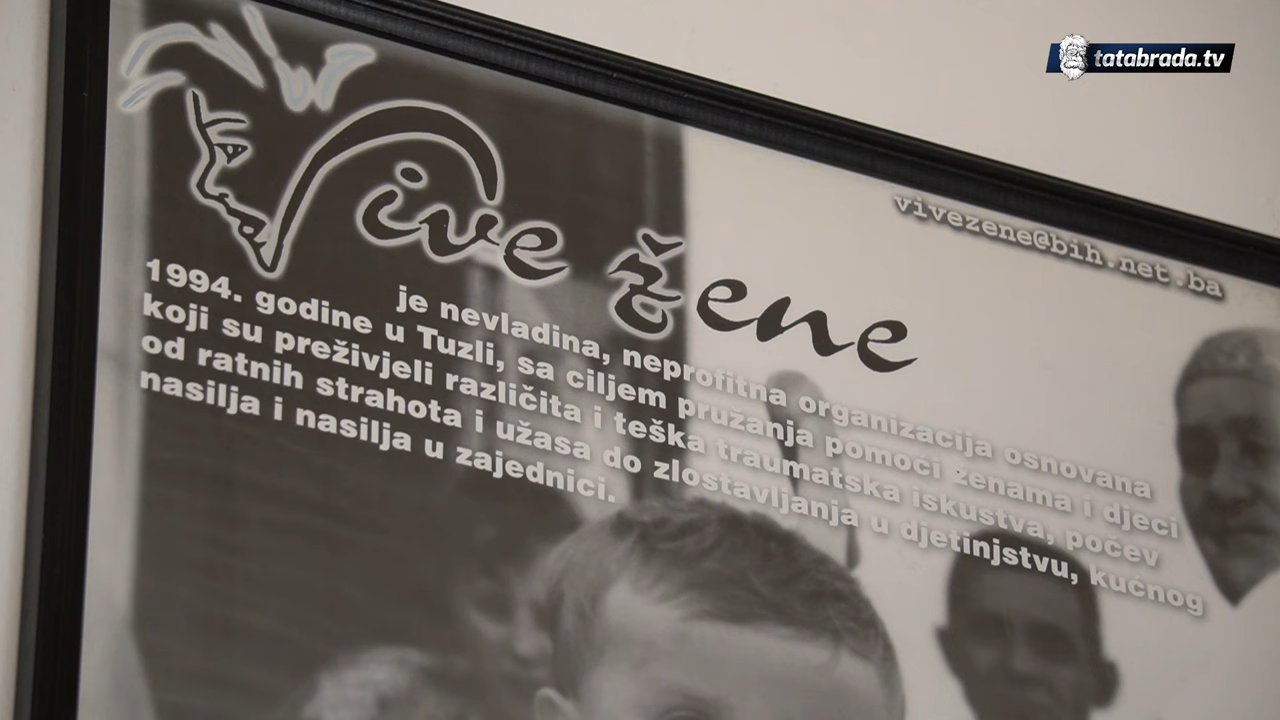 tatabrada.tv
vivezene@bih.net.ba
Vive žene
je nevladina, neprofitna organizacija osnovana
1994. godine u Tuzli, sa ciljem pružanja pomoći ženama i djeci
koji su preživjeli različita i teška traumatska iskustva, počev
od ratnih strahota i užasa do zlostavljanja u djetinjstvu, kućnog
nasilja i nasilja u zajednici.